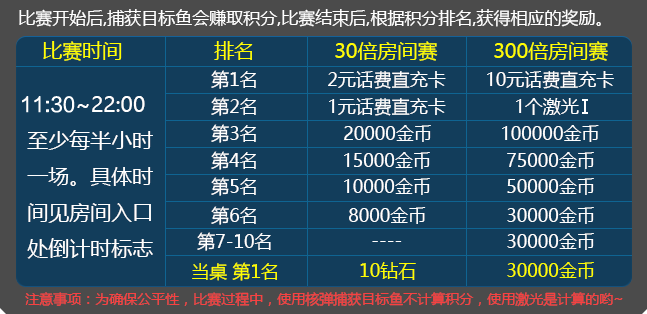 比赛开始后,捕获目标鱼会赚取积分,比赛结束后,根据积分排名,获得相应的奖励。
比赛时间 排名 30倍房间赛 300倍房间赛
11:30~22:00
至少每半小时
一场。具体时
间见房间入口
处倒计时标志
第1名 2元话费直充卡 10元话费直充卡
第2名 1元话费直充卡 1个激光I
第3名 20000金币 100000金币
第4名 15000金币 75000金币
第5名 10000金币 50000金币
第6名 8000金币 30000金币
第7-10名 ---- 30000金币
当桌 第1名 10钻石 30000金币
注意事项：为确保公平性，比赛过程中，使用核弹捕获目标鱼不计算积分，使用激光是计算的哟~